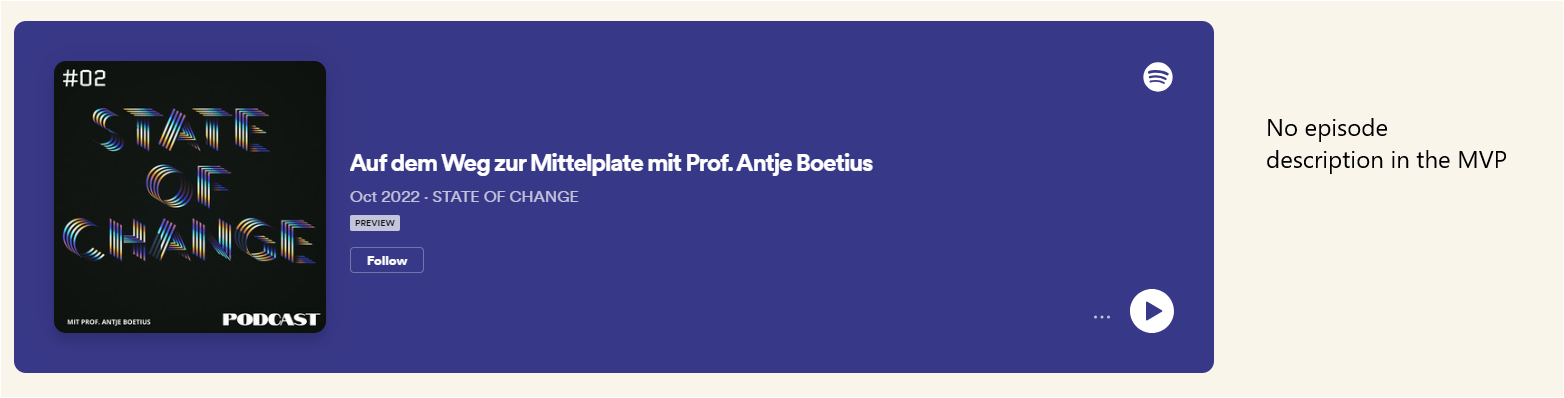 #02
STATE
OF
CHANGE
MIT PROF. ANTJE BOETIUS
PODCAST
Auf dem Weg zur Mittelplate mit Prof. Antje Boetius
Oct 2022 · STATE OF CHANGE
PREVIEW
Follow
No episode
description in the MVP